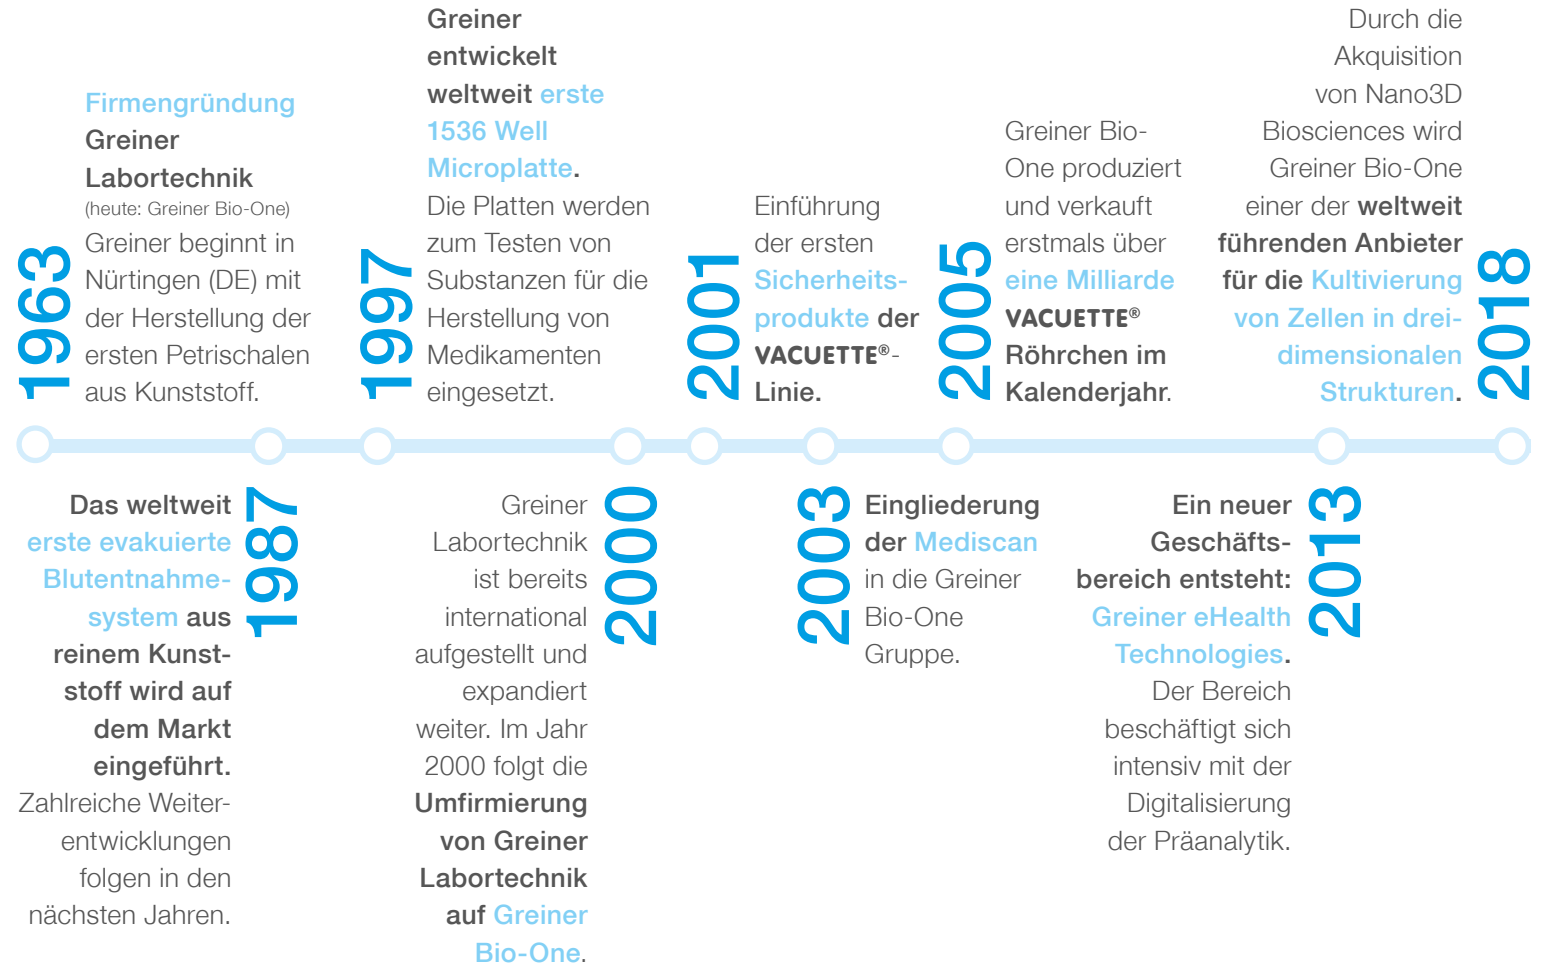 1963
Firmengründung
Greiner
Labortechnik
(heute: Greiner Bio-One)
Greiner beginnt in
Nürtingen (DE) mit
der Herstellung der
ersten Petrischalen
aus Kunststoff.
1987
Das weltweit
erste evakuierte
Blutentnahme-
system aus
reinem Kunst-
stoff wird auf
dem Markt
eingeführt.
Zahlreiche Weiter-
entwicklungen
folgen in den
nächsten Jahren.
1997
Greiner
entwickelt
weltweit erste
1536 Well
Microplatte.
Die Platten werden
zum Testen von
Substanzen für die
Herstellung von
Medikamenten
eingesetzt.
2000
Greiner
Labortechnik
ist bereits
international
aufgestellt und
expandiert
weiter. Im Jahr
2000 folgt die
Umfirmierung
von Greiner
Labortechnik
auf Greiner
Bio-One.
2001
Einführung
der ersten
Sicherheits-
produkte der
VACUETTE®-
Linie.
2003
Eingliederung
der Mediscan
in die Greiner
Bio-One
Gruppe.
2005
Greiner Bio-
One produziert
und verkauft
erstmals über
eine Milliarde
VACUETTE®
Röhrchen im
Kalenderjahr.
2013
Ein neuer
Geschäfts-
bereich entsteht:
Greiner eHealth
Technologies.
Der Bereich
beschäftigt sich
intensiv mit der
Digitalisierung
der Präanalytik.
2018
Durch die
Akquisition
von Nano3D
Biosciences wird
Greiner Bio-One
einer der weltweit
führenden Anbieter
für die Kultivierung
von Zellen in drei-
dimensionalen
Strukturen.